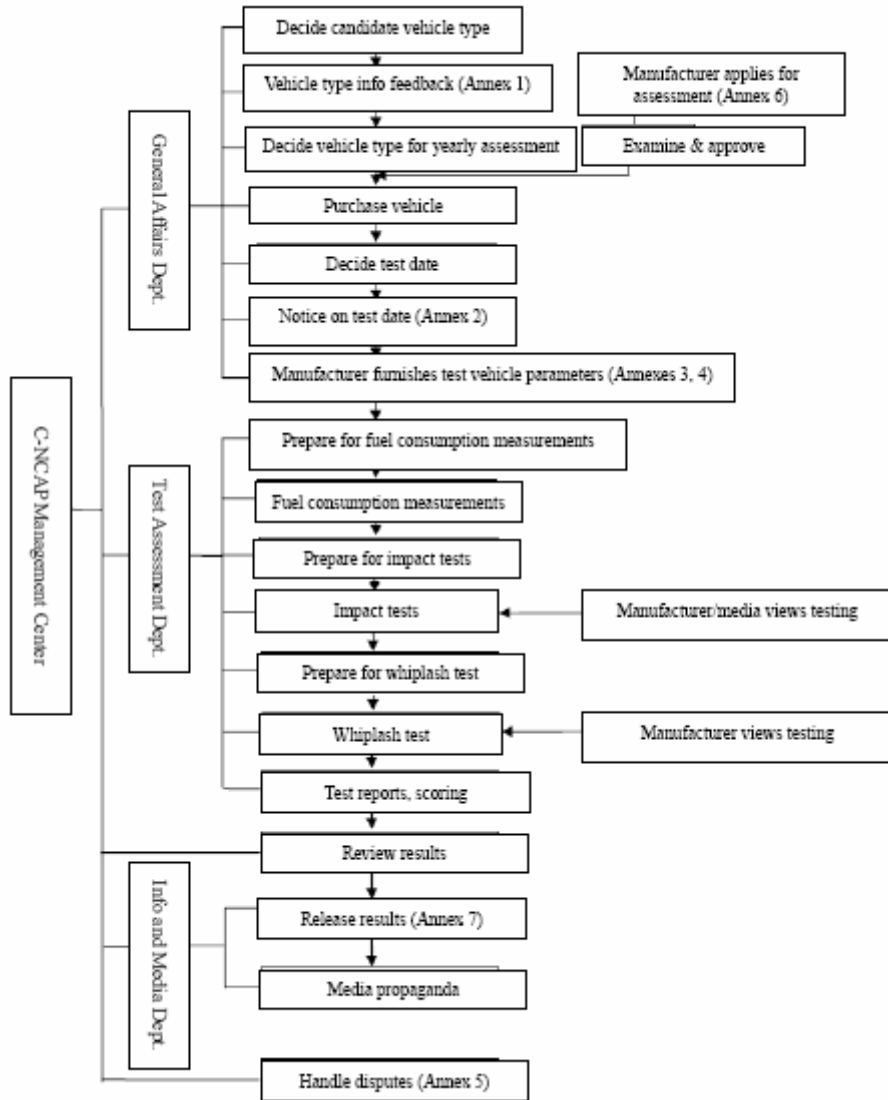 Decide candidate vehicle type
Vehicle type info feedback (Annex 1)
Manufacturer applies for
assessment (Annex 6)
Decide vehicle type for yearly assessment
Examine & approve
General Affairs Dept.
Purchase vehicle
Decide test date
Notice on test date (Annex 2)
Manufacturer furnishes test vehicle parameters (Annexes 3, 4)
C-NCAP Management Center
Prepare for fuel consumption measurements
Test Assessment Dept.
Fuel consumption measurements
Prepare for impact tests
Impact tests
Manufacturer/media views testing
Prepare for whiplash test
Whiplash test
Manufacturer views testing
Test reports, scoring
Review results
Info and Media Dept.
Release results (Annex 7)
Media propaganda
Handle disputes (Annex 5)